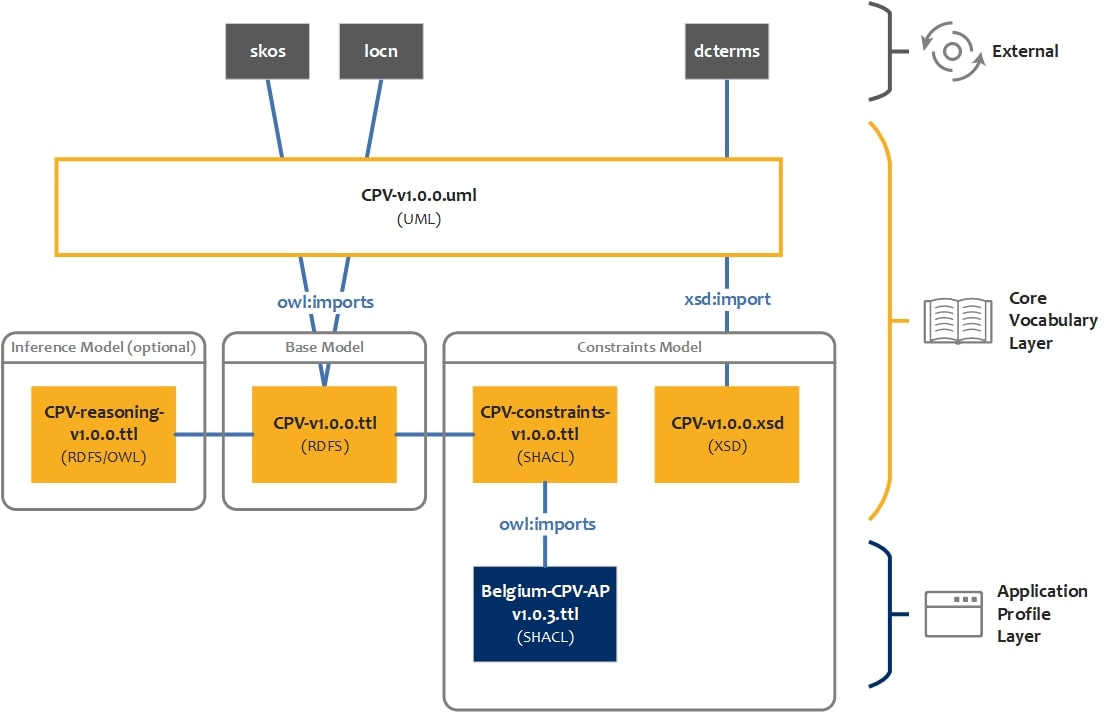 skos
locn
dcterms
External
CPV-v1.0.0.uml
(UML)
owl:imports
xsd:import
Core
Vocabulary
Layer
Inference Model (optional)
Base Model
Constraints Model
CPV-reasoning-
v1.0.0.ttl
(RDFS/OWL)
CPV-v1.0.0.ttl
(RDFS)
CPV-constraints-
v1.0.0.ttl
(SHACL)
CPV-v1.0.0.xsd
(XSD)
owl:imports
Belgium-CPV-AP
v1.0.3.ttl
(SHACL)
Application
Profile
Layer